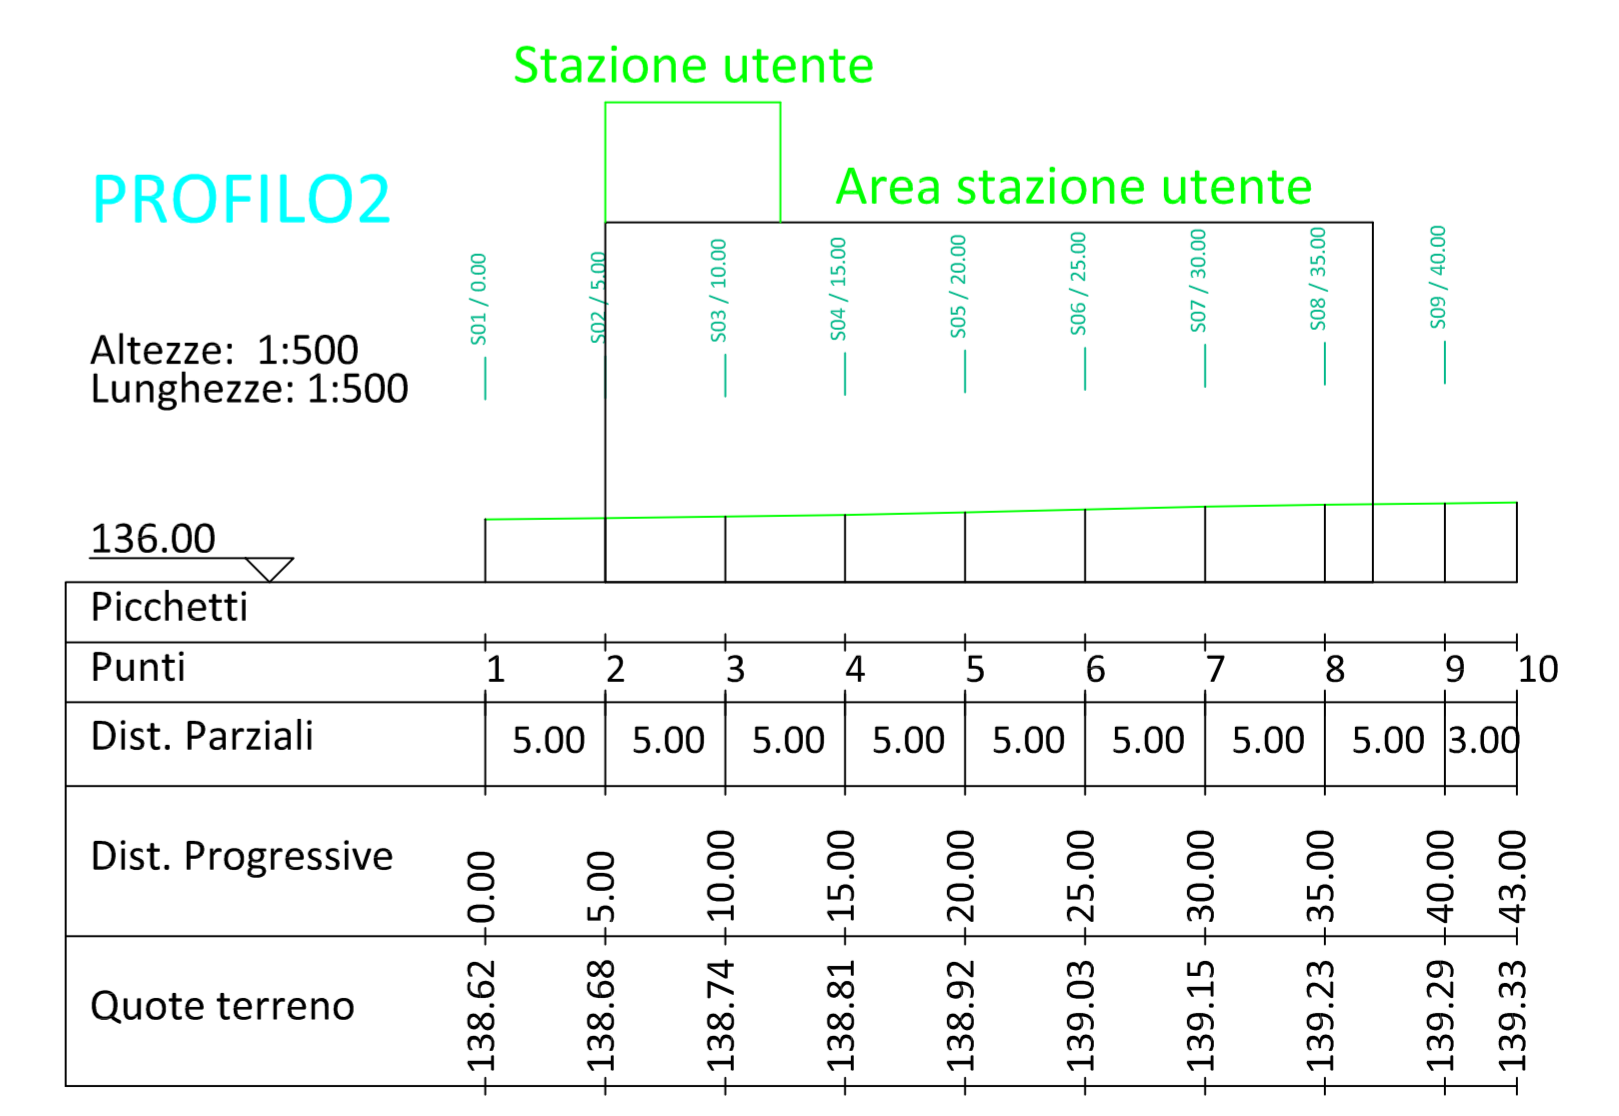 Stazione utente
PROFILO2
Area stazione utente
S01 / 0.00
S02 / 5.00
S03 / 10.00
S04 / 15.00
S05 / 20.00
S06 / 25.00
S07 / 30.00
S08 / 35.00
S09 / 40.00
Altezze: 1:500
Lunghezze: 1:500
136.00
Picchetti
Punti 1 2 3 4 5 6 7 8 9 10
Dist. Parziali 5.00 5.00 5.00 5.00 5.00 5.00 5.00 5.00 3.00
Dist. Progressive 0.00 5.00 10.00 15.00 20.00 25.00 30.00 35.00 40.00 43.00
Quote terreno 138.62 138.68 138.74 138.81 138.92 139.03 139.15 139.23 139.29 139.33